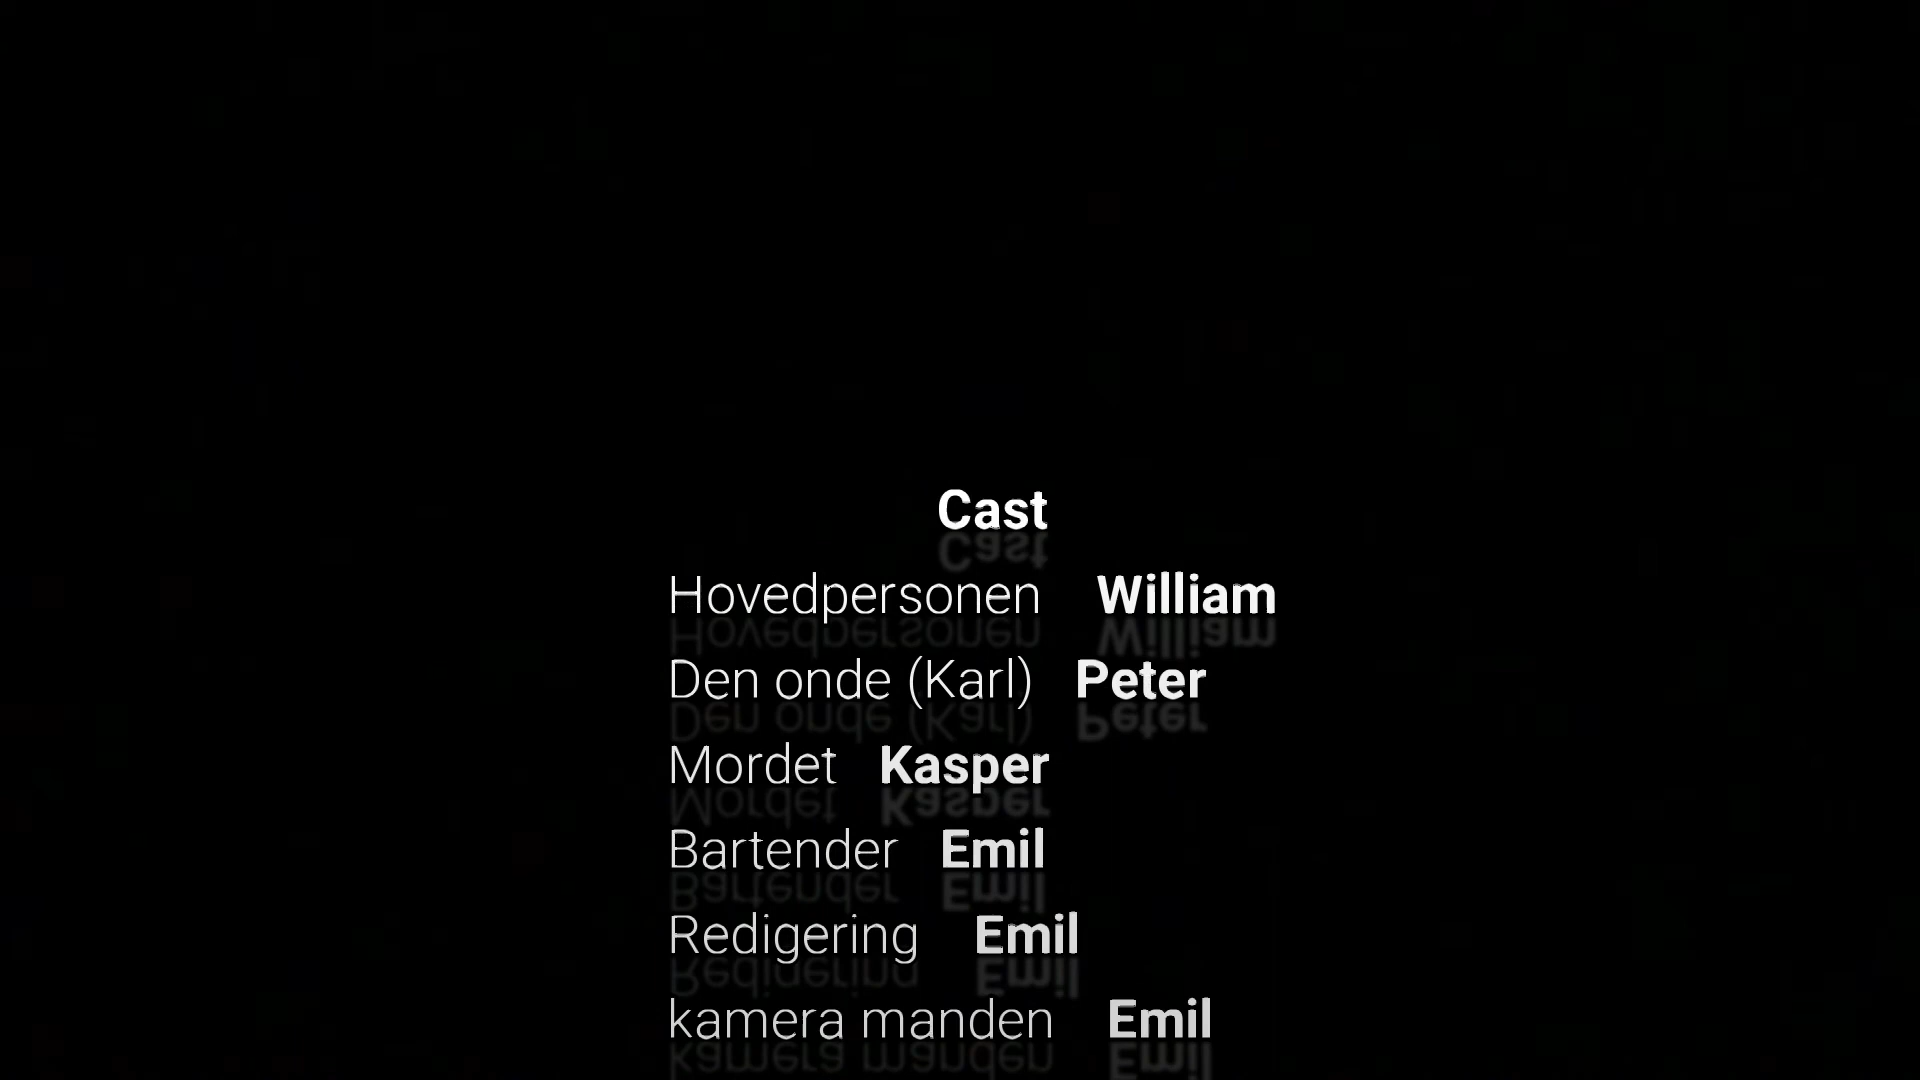 Cast
Hovedpersonen William
Den onde (Karl) Peter
Mordet Kasper
Bartender Emil
Redigering Emil
kamera manden Emil